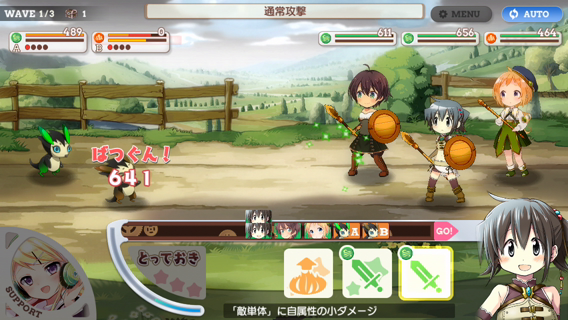 WAVE 1/3 1
通常攻撃
MENU
AUTO
489
A
0
B
611
656
464
ばつぐん！
641
A B
GO!
とっておき
SUPPORT
「敵単体」に自属性の小ダメージ